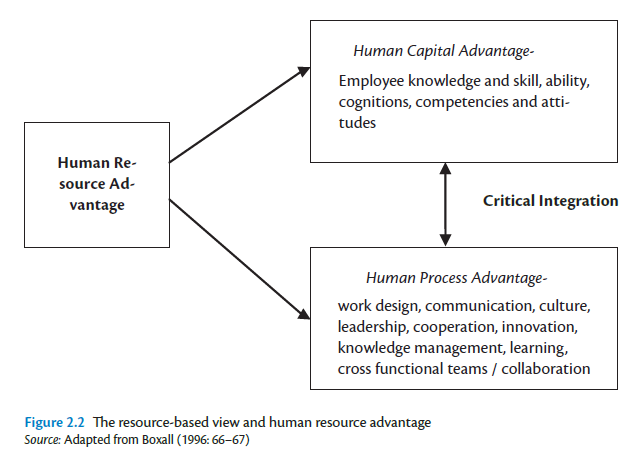 Human Capital Advantage-
Employee knowledge and skill, ability,
cognitions, competencies and atti-
tudes
Human Re-
source Ad-
vantage
Critical Integration
Human Process Advantage-
work design, communication, culture,
leadership, cooperation, innovation,
knowledge management, learning,
cross functional teams / collaboration
Figure 2.2 The resource-based view and human resource advantage
Source: Adapted from Boxall (1996: 66–67)